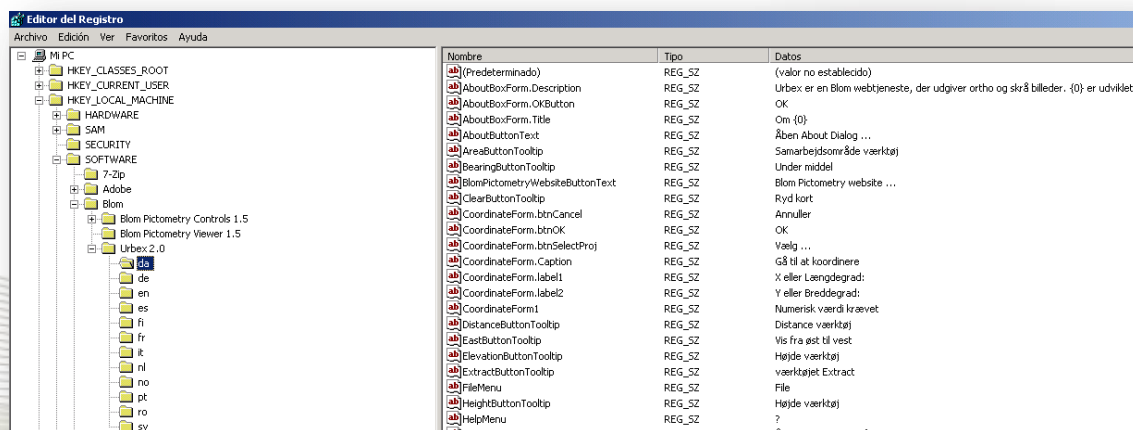 Editor del Registro
Archivo Edición Ver Favoritos Ayuda
Mi PC
HKEY_CLASSES_ROOT
HKEY_CURRENT_USER
HKEY_LOCAL_MACHINE
HARDWARE
SAM
SECURITY
SOFTWARE
7-Zip
Adobe
Blom
Blom Pictometry Controls 1.5
Blom Pictometry Viewer 1.5
Urbex 2.0
da
de
en
es
fi
fr
it
nl
no
pt
ro
sv
Nombre Tipo Datos
(Predeterminado) REG_SZ (valor no establecido)
AboutBoxForm.Description REG_SZ Urbex er en Blom webtjeneste, der udgiver ortho og skrå billeder. {0} er udviklet
AboutBoxForm.OKButton REG_SZ OK
AboutBoxForm.Title REG_SZ Om {0}
AboutButtonText REG_SZ Åben About Dialog ...
AreaButtonTooltip REG_SZ Samarbejdsområde værktøj
BearingButtonTooltip REG_SZ Under middel
BlomPictometryWebsiteButtonText REG_SZ Blom Pictometry website ...
ClearButtonTooltip REG_SZ Ryd kort
CoordinateForm.btnCancel REG_SZ Annuller
CoordinateForm.btnOK REG_SZ OK
CoordinateForm.btnSelectProj REG_SZ Vælg ...
CoordinateForm.Caption REG_SZ Gå til at koordinere
CoordinateForm.label1 REG_SZ X eller Længdegrad:
CoordinateForm.label2 REG_SZ Y eller Breddegrad:
CoordinateForm1 REG_SZ Numerisk værdi krævet
DistanceButtonTooltip REG_SZ Distance værktøj
EastButtonTooltip REG_SZ Vis fra øst til vest
ElevationButtonTooltip REG_SZ Højde værktøj
ExtractButtonTooltip REG_SZ værktøjet Extract
FileMenu REG_SZ File
HeightButtonTooltip REG_SZ Højde værktøj
HelpMenu REG_SZ ?